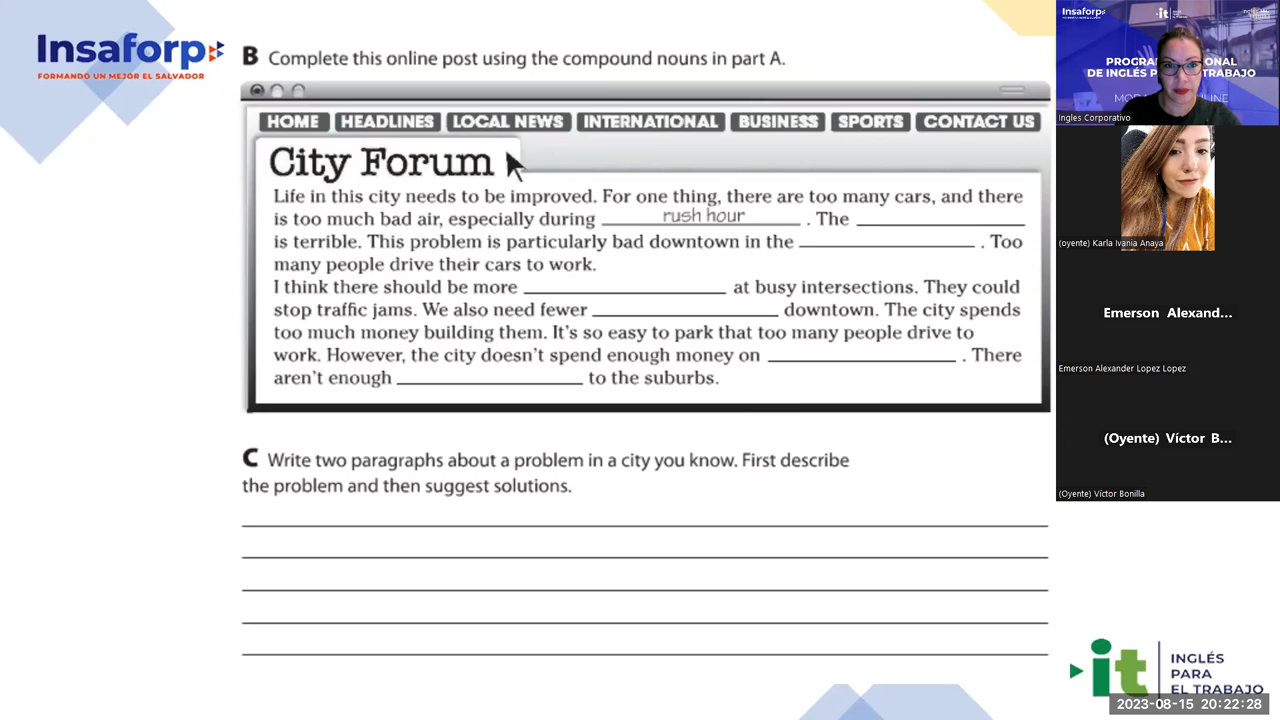 Insaforp
FORMANDO UN MEJOR EL SALVADOR
B Complete this online post using the compound nouns in part A.
HOME HEADLINES LOCAL NEWS INTERNATIONAL BUSINESS SPORTS CONTACT US
City Forum
Life in this city needs to be improved. For one thing, there are too many cars, and there
is too much bad air, especially during rush hour . The
is terrible. This problem is particularly bad downtown in the . Too
many people drive their cars to work.
I think there should be more at busy intersections. They could
stop traffic jams. We also need fewer downtown. The city spends
too much money building them. It's so easy to park that too many people drive to
work. However, the city doesn't spend enough money on . There
aren't enough to the suburbs.
C Write two paragraphs about a problem in a city you know. First describe
the problem and then suggest solutions.
Insaforp
it
Ingles Corporativo
(oyente) Karla Ivania Anaya
Emerson Alexand...
Emerson Alexander Lopez Lopez
(Oyente) Víctor B...
(Oyente) Víctor Bonilla
it
INGLÉS
PARA
EL TRABAJO
2023-08-15 20:22:28